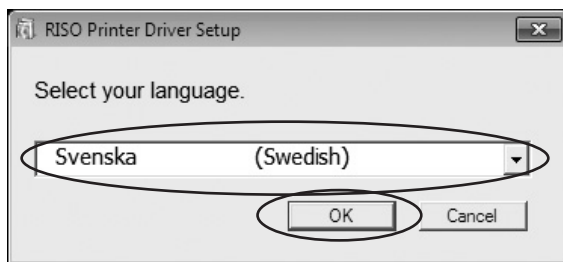 RISO Printer Driver Setup
Select your language.
Svenska (Swedish)
OK Cancel